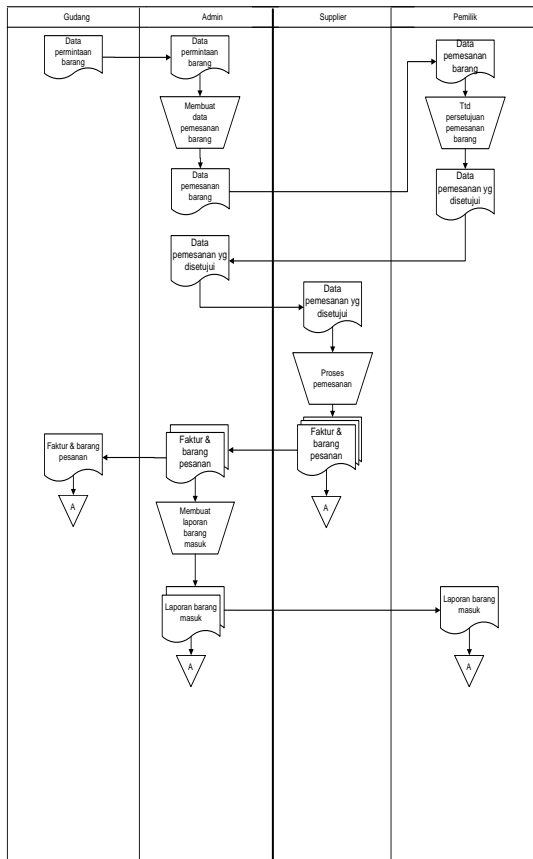 Gudang
Admin
Supplier
Pemilik
Data
permintaan
barang
Data
permintaan
barang
Data
pemesanan
barang
Membuat
data
pemesanan
barang
Ttd
persetujuan
pemesanan
barang
Data
pemesanan
barang
Data
pemesanan yg
disetujui
Data
pemesanan yg
disetujui
Data
pemesanan yg
disetujui
Proses
pemesanan
Faktur & barang
pesanan
Faktur &
barang
pesanan
Faktur &
barang
pesanan
A
A
Membuat
laporan
barang
masuk
Laporan barang
masuk
Laporan barang
masuk
A
A